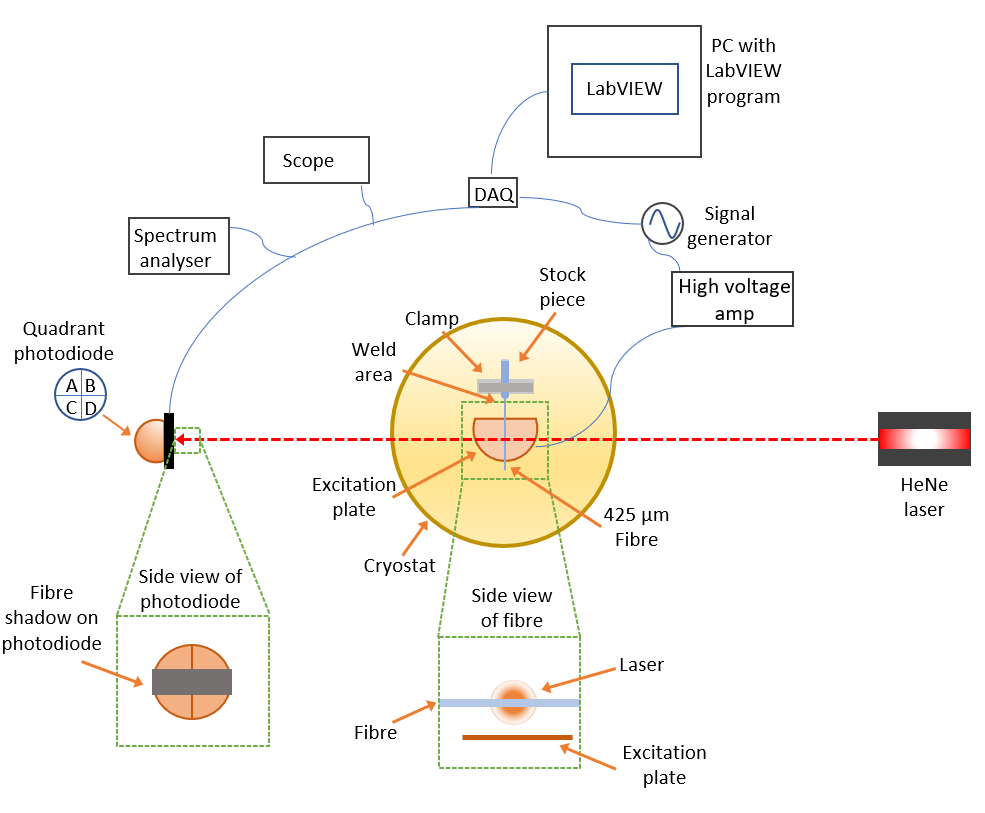 PC with
LabVIEW
program
LabVIEW
Scope
DAQ
Signal
generator
Spectrum
analyser
High voltage
amp
Stock
piece
Clamp
Weld
area
Quadrant
photodiode
A B
C D
Excitation
plate
425 µm
Fibre
HeNe
laser
Cryostat
Side view of
photodiode
Fibre
shadow on
photodiode
Side view
of fibre
Laser
Fibre
Excitation
plate